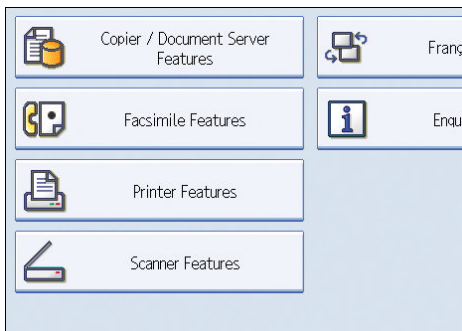 Copier / Document Server
Features
Facsimile Features
Printer Features
Scanner Features
Franç
Enqu